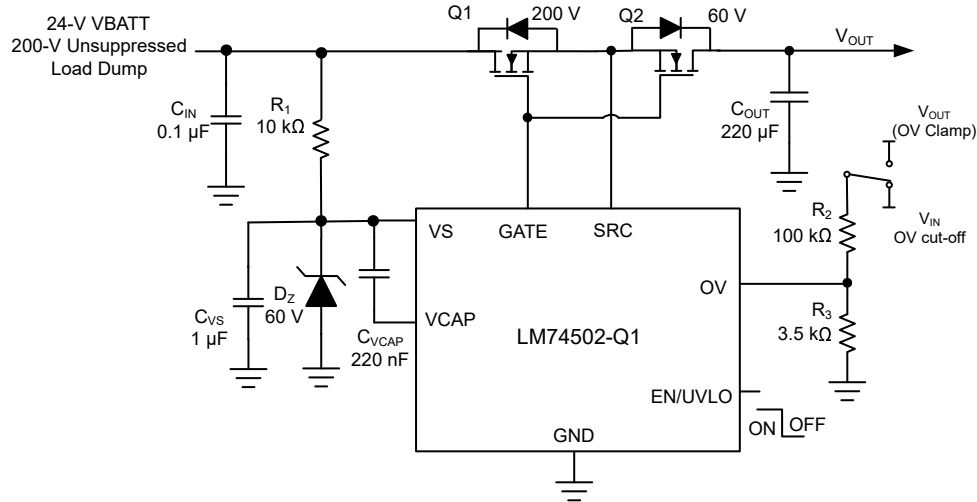 24-V VBATT
200-V Unsuppressed
Load Dump
Q1
200 V
Q2
60 V
VOUT
CIN
0.1 µF
R1
10 kΩ
COUT
220 µF
VOUT
(OV Clamp)
VIN
OV cut-off
R2
100 kΩ
R3
3.5 kΩ
VS
GATE
SRC
OV
VCAP
LM74502-Q1
EN/UVLO
GND
ON
OFF
CVS
1 µF
DZ
60 V
CVCAP
220 nF